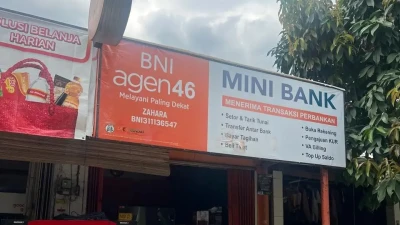 OLUSI BELANJA
HARIAN
BNI
agen46
Melayani Paling Dekat
ZAHARA
BNI311136547
MINI BANK
MENERIMA TRANSAKSI PERBANKAN
• Setor & Tarik Tunai
• Transfer Antar Bank
• Bayar Tagihan
• Buka Rekening
• Pengajuan KUR
• VA Billing
• Top Up Saldo